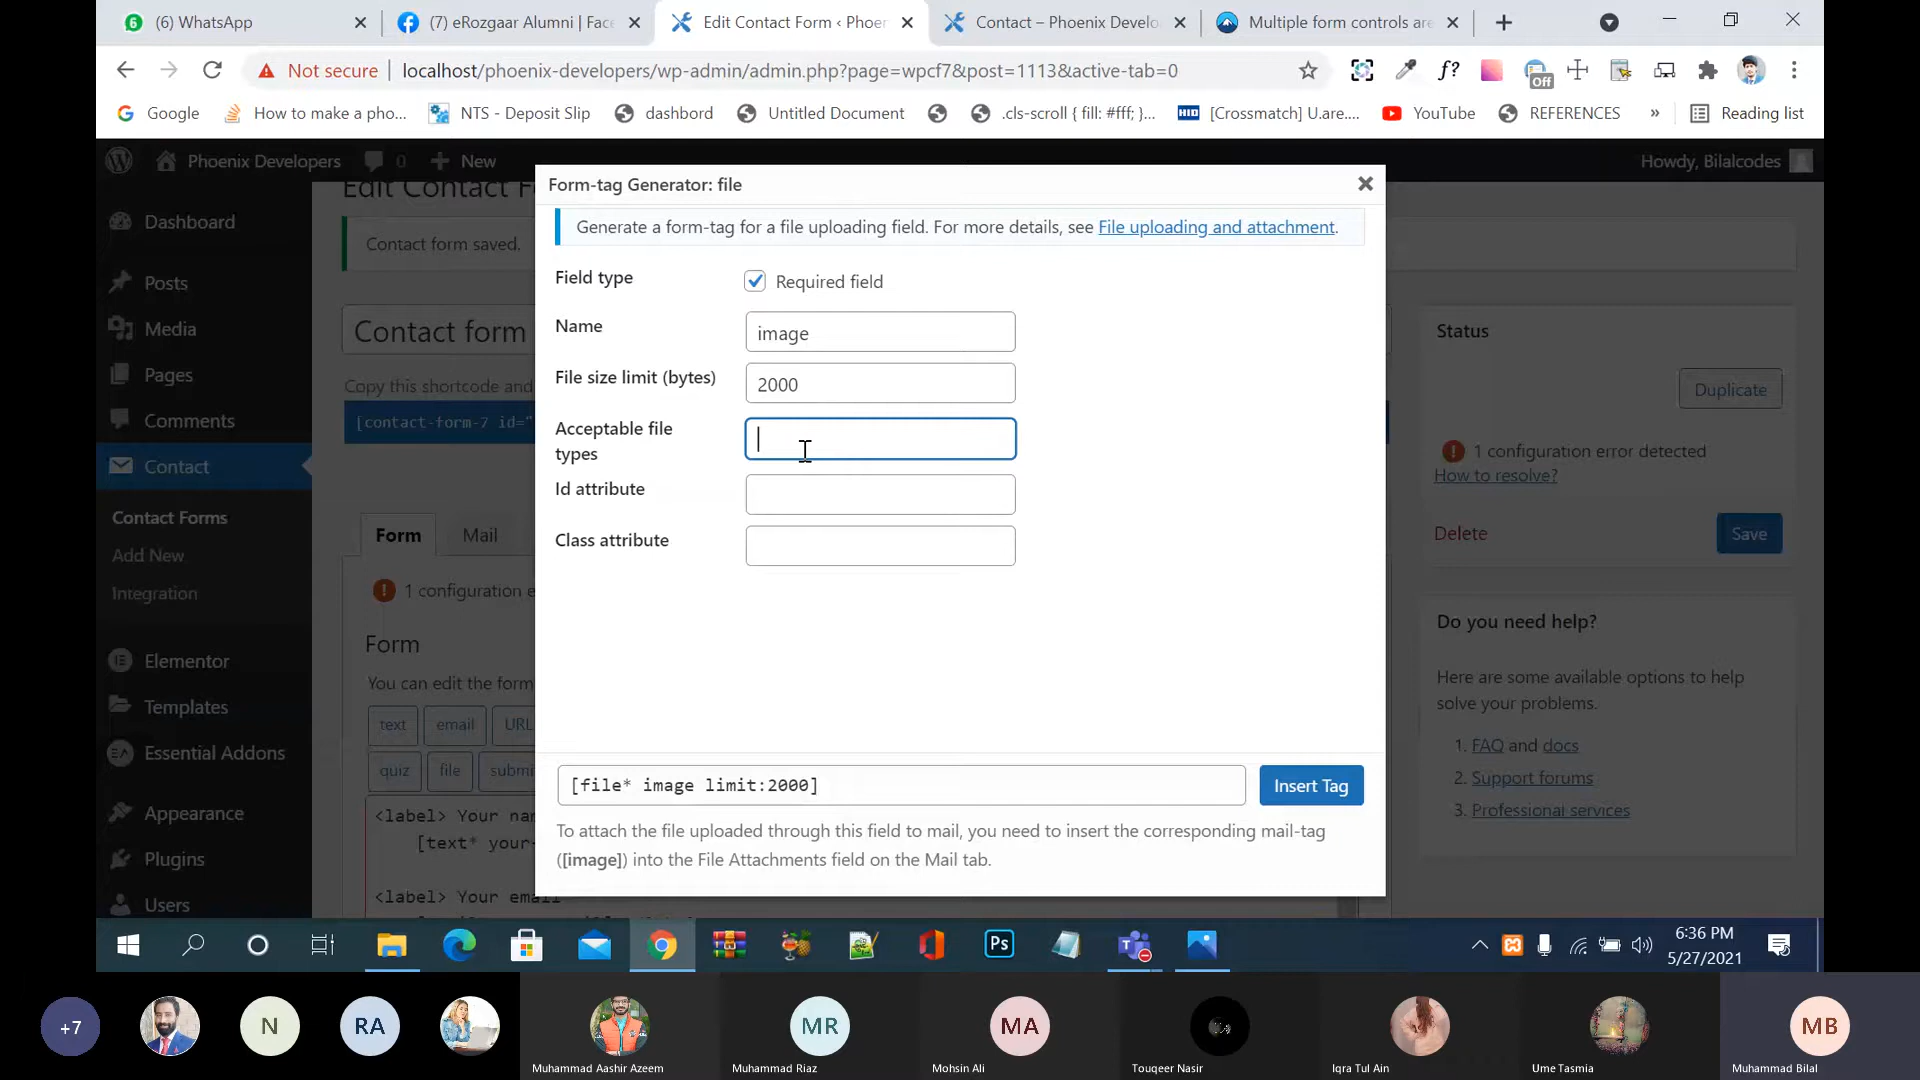 (6) WhatsApp
(7) eRozgaar Alumni | Fac
Edit Contact Form ‹ Phoe
Contact – Phoenix Develo
Multiple form controls are
Not secure
localhost/phoenix-developers/wp-admin/admin.php?page=wpcf7&post=1113&active-tab=0
f?
Off
Google
How to make a pho...
NTS - Deposit Slip
dashbord
Untitled Document
.cls-scroll { fill: #fff; }...
HID
[Crossmatch] U.are....
YouTube
REFERENCES
»
Reading list
Phoenix Developers
0
New
Howdy, Bilalcodes
Edit Contact F
Form-tag Generator: file
Generate a form-tag for a file uploading field. For more details, see File uploading and attachment.
Contact form saved.
Dashboard
Posts
Media
Pages
Comments
Contact
Contact Forms
Add New
Integration
Elementor
Templates
Essential Addons
Appearance
Plugins
Users
Contact form
Copy this shortcode and
[contact-form-7 id="
Form
Mail
1 configuration e
Form
You can edit the form
text
email
URL
quiz
file
submi
<label> Your nam
[text* your-
<label> Your email
Field type
Required field
Name
image
File size limit (bytes)
2000
Acceptable file types
Id attribute
Class attribute
[file* image limit:2000]
Insert Tag
To attach the file uploaded through this field to mail, you need to insert the corresponding mail-tag
([image]) into the File Attachments field on the Mail tab.
Status
Duplicate
1 configuration error detected
How to resolve?
Delete
Save
Do you need help?
Here are some available options to help
solve your problems.
1. FAQ and docs
2. Support forums
3. Professional services
Ps
6:36 PM
5/27/2021
+7
N
RA
MR
MA
MB
Muhammad Aashir Azeem
Muhammad Riaz
Mohsin Ali
Touqeer Nasir
Iqra Tul Ain
Ume Tasmia
Muhammad Bilal